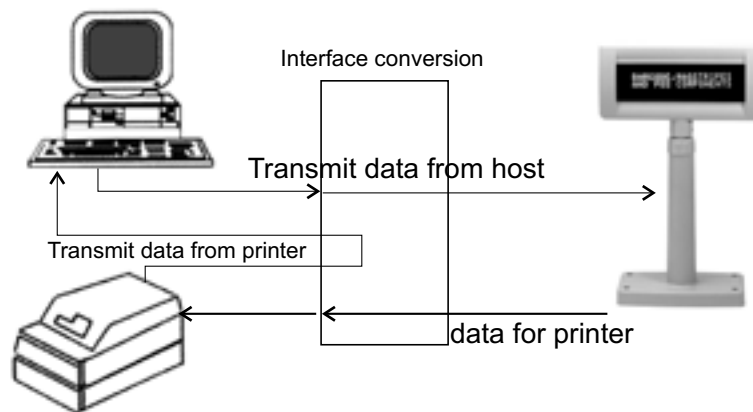 Interface conversion
Transmit data from host
Transmit data from printer
data for printer